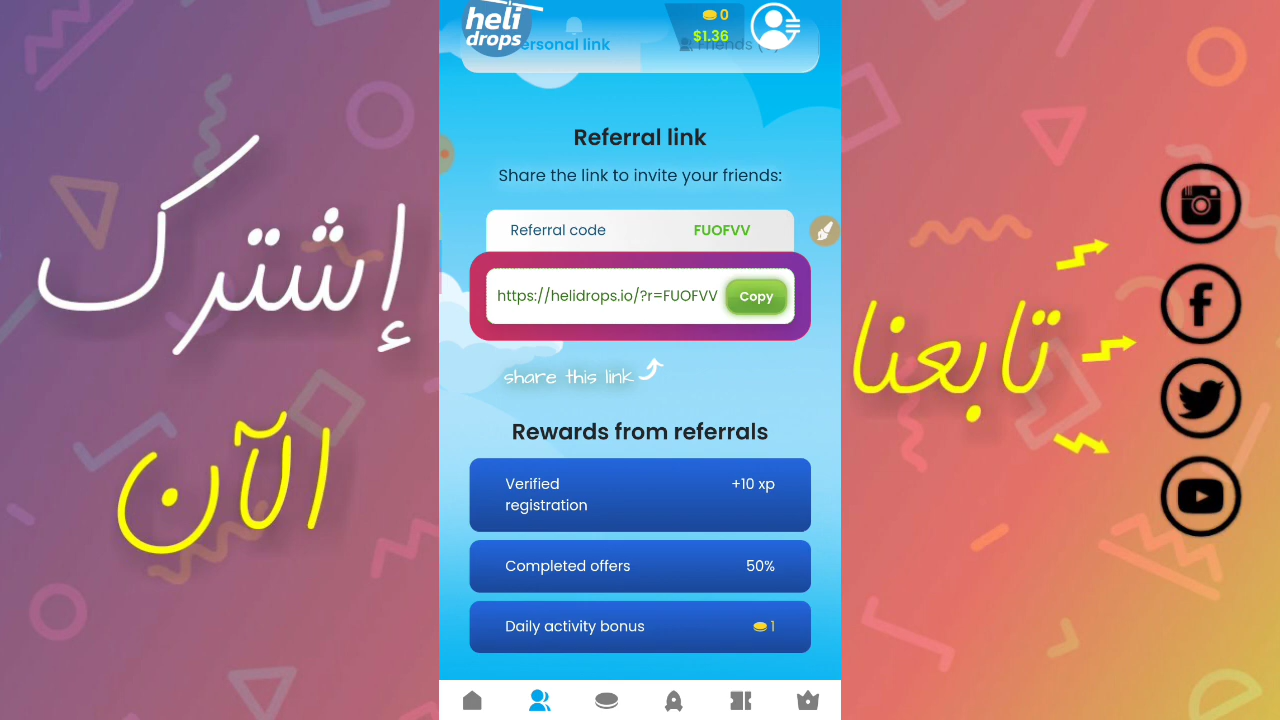 إشترك
الآن
heli
drops
0
$1.36
ersonal link
Friends (
Referral link
Share the link to invite your friends:
Referral code FUOFVV
https://helidrops.io/?r=FUOFVV Copy
share this link
Rewards from referrals
Verified registration +10 xp
Completed offers 50%
Daily activity bonus 1
تابعنا